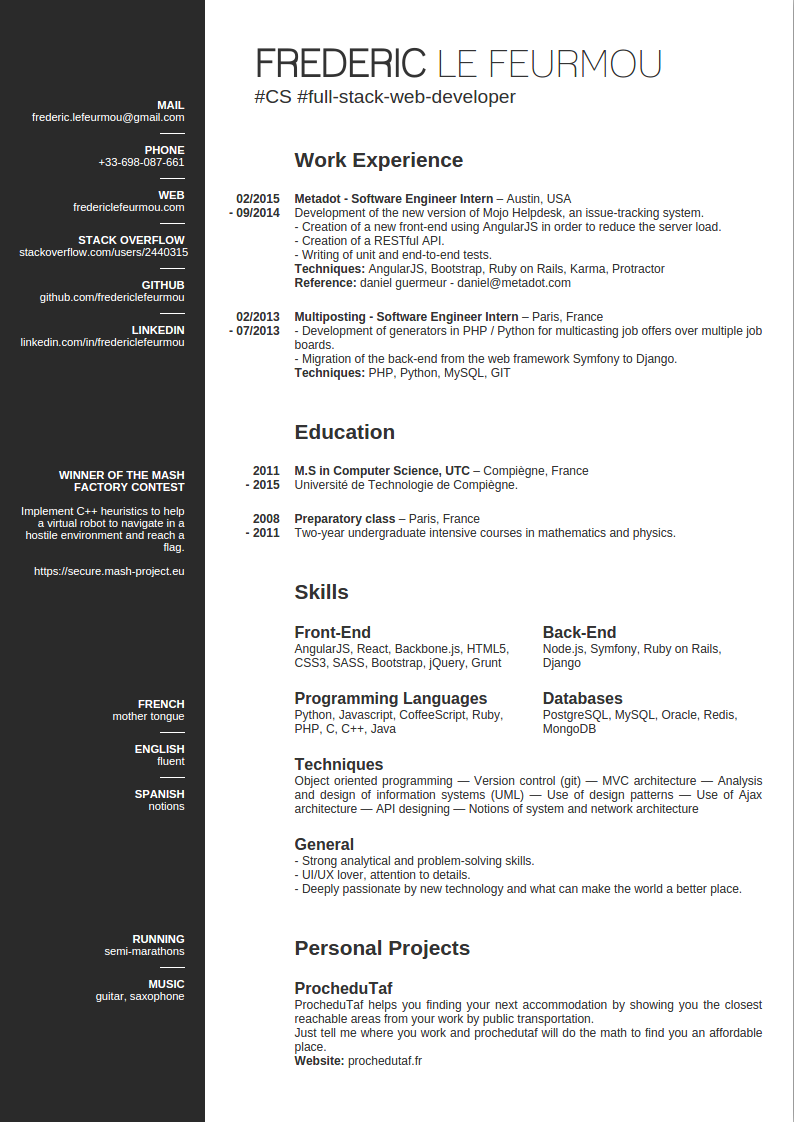 FREDERIC LE FEURMOU
#CS #full-stack-web-developer
MAIL
frederic.lefeurmou@gmail.com
PHONE
+33-698-087-661
WEB
fredericlefeurmou.com
STACK OVERFLOW
stackoverflow.com/users/2440315
GITHUB
github.com/fredericlefeurmou
LINKEDIN
linkedin.com/in/fredericlefeurmou
WINNER OF THE MASH
FACTORY CONTEST
Implement C++ heuristics to help
a virtual robot to navigate in a
hostile environment and reach a
flag.
https://secure.mash-project.eu
FRENCH
mother tongue
ENGLISH
fluent
SPANISH
notions
RUNNING
semi-marathons
MUSIC
guitar, saxophone
Work Experience
02/2015 Metadot - Software Engineer Intern – Austin, USA
- 09/2014 Development of the new version of Mojo Helpdesk, an issue-tracking system.
- Creation of a new front-end using AngularJS in order to reduce the server load.
- Creation of a RESTful API.
- Writing of unit and end-to-end tests.
Techniques: AngularJS, Bootstrap, Ruby on Rails, Karma, Protractor
Reference: daniel guermeur - daniel@metadot.com
02/2013 Multiposting - Software Engineer Intern – Paris, France
- 07/2013 - Development of generators in PHP / Python for multicasting job offers over multiple job
boards.
- Migration of the back-end from the web framework Symfony to Django.
Techniques: PHP, Python, MySQL, GIT
Education
2011 M.S in Computer Science, UTC – Compiègne, France
- 2015 Université de Technologie de Compiègne.
2008 Preparatory class – Paris, France
- 2011 Two-year undergraduate intensive courses in mathematics and physics.
Skills
Front-End
AngularJS, React, Backbone.js, HTML5,
CSS3, SASS, Bootstrap, jQuery, Grunt
Back-End
Node.js, Symfony, Ruby on Rails,
Django
Programming Languages
Python, Javascript, CoffeeScript, Ruby,
PHP, C, C++, Java
Databases
PostgreSQL, MySQL, Oracle, Redis,
MongoDB
Techniques
Object oriented programming — Version control (git) — MVC architecture — Analysis
and design of information systems (UML) — Use of design patterns — Use of Ajax
architecture — API designing — Notions of system and network architecture
General
- Strong analytical and problem-solving skills.
- UI/UX lover, attention to details.
- Deeply passionate by new technology and what can make the world a better place.
Personal Projects
ProcheduTaf
ProcheduTaf helps you finding your next accommodation by showing you the closest
reachable areas from your work by public transportation.
Just tell me where you work and prochedutaf will do the math to find you an affordable
place.
Website: prochedutaf.fr